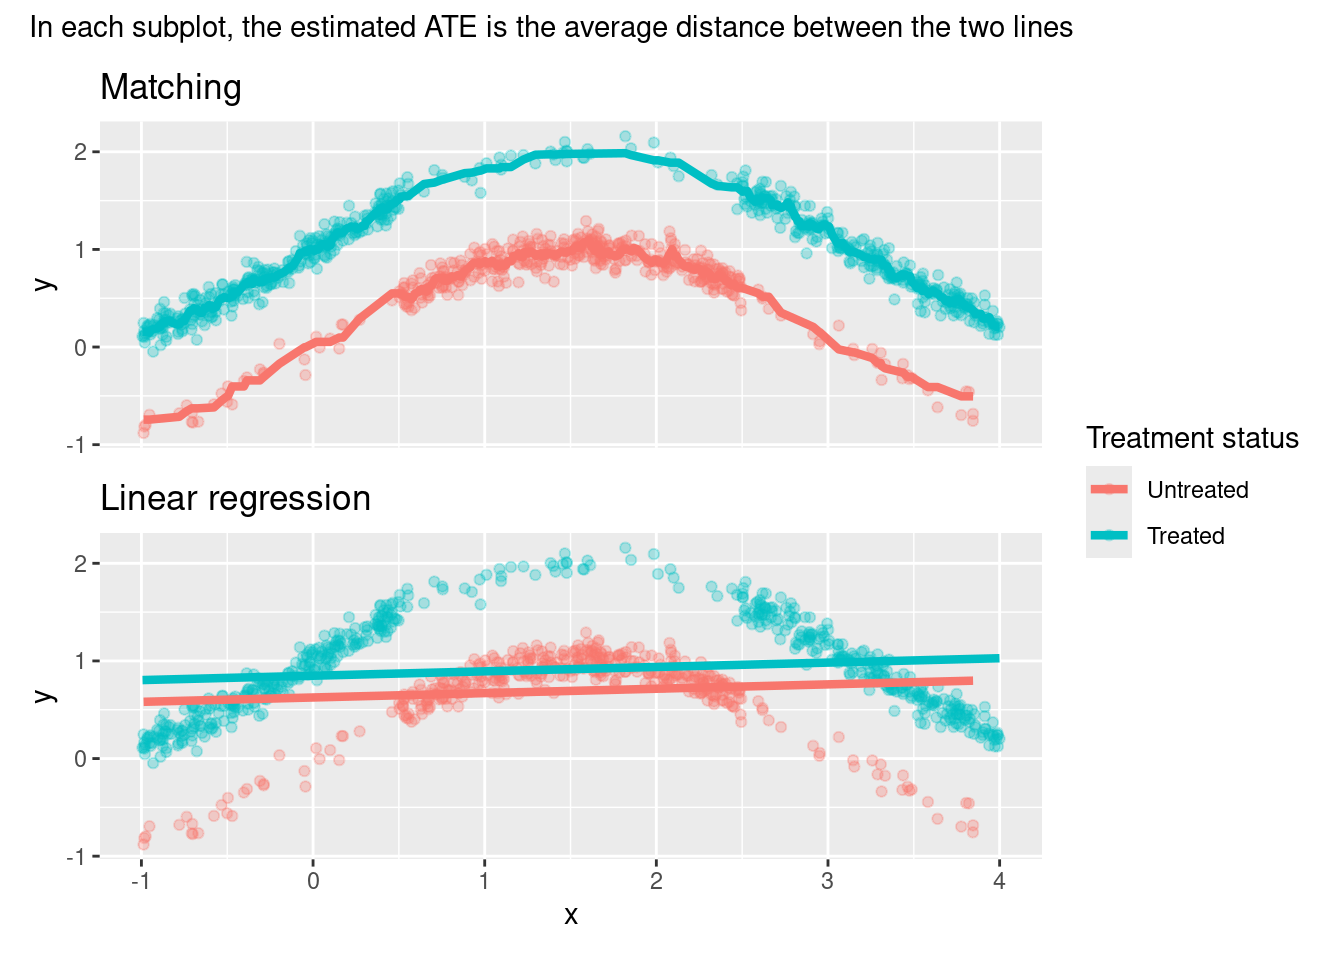 In each subplot, the estimated ATE is the average distance between the two lines
Matching
2
1
0
-1
y
Linear regression
2
1
0
-1
y
-1 0 1 2 3 4
x
Treatment status
Untreated
Treated